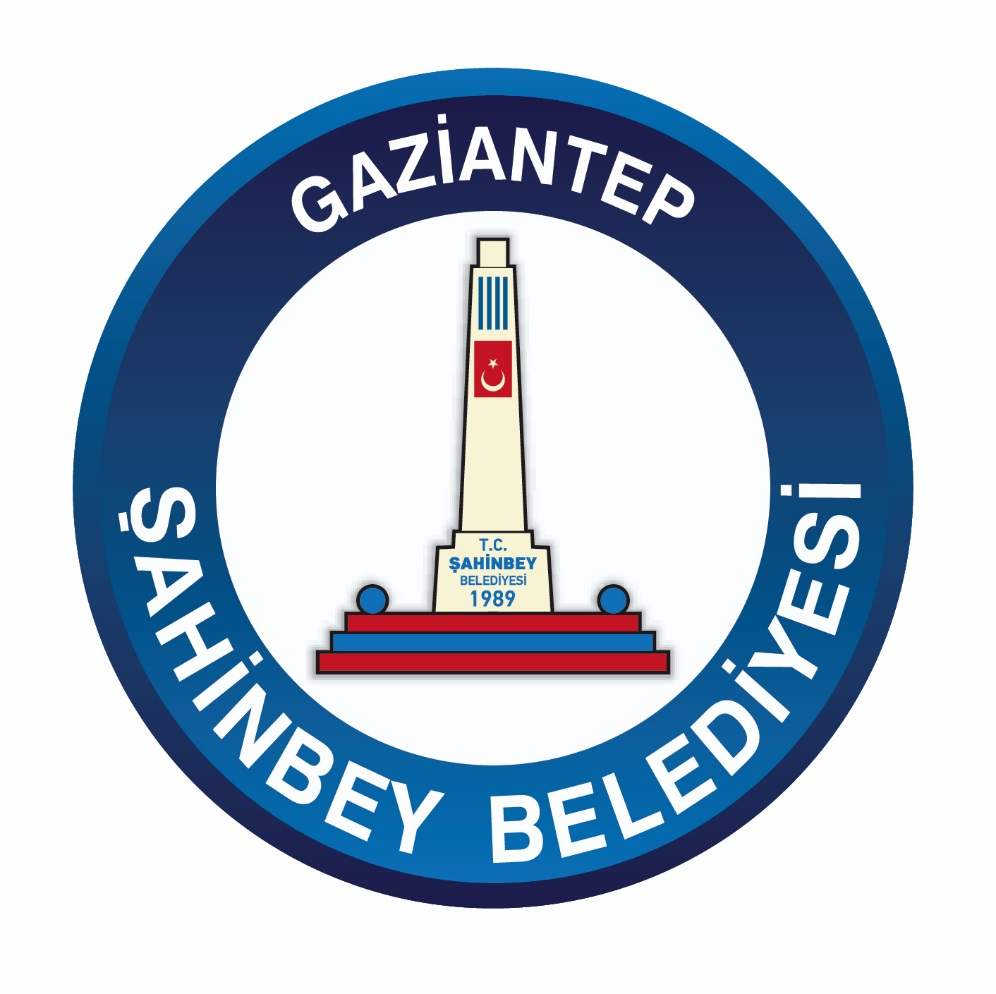 GAZİANTEP
T.C.
ŞAHİNBEY
BELEDİYESİ
1989
ŞAHİNBEY BELEDİYESİ